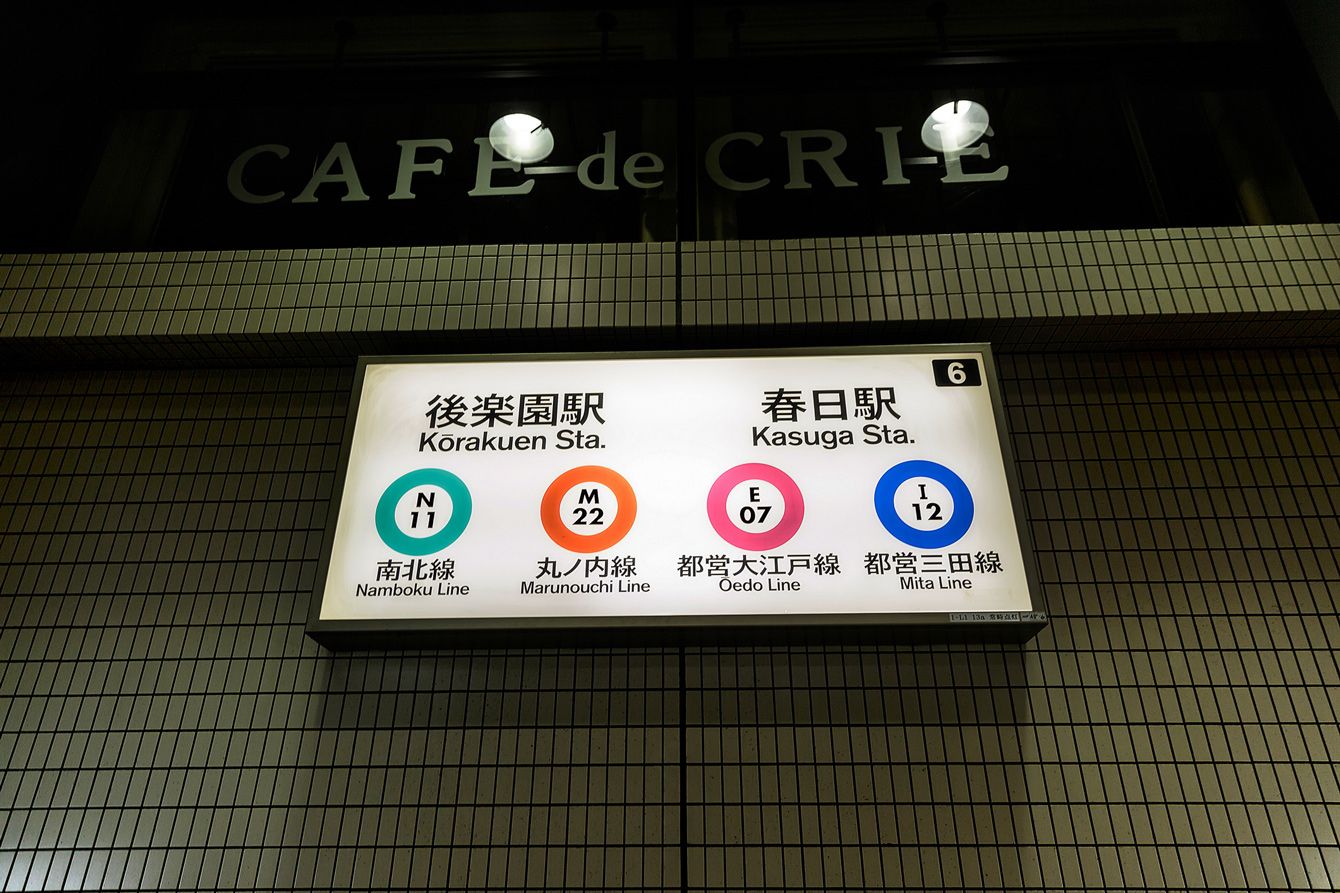 CAFE de CRIE
6
後楽園駅
Kōrakuen Sta.
春日駅
Kasuga Sta.
N
11
南北線
Namboku Line
M
22
丸ノ内線
Marunouchi Line
E
07
都営大江戸線
Ōedo Line
I
12
都営三田線
Mita Line